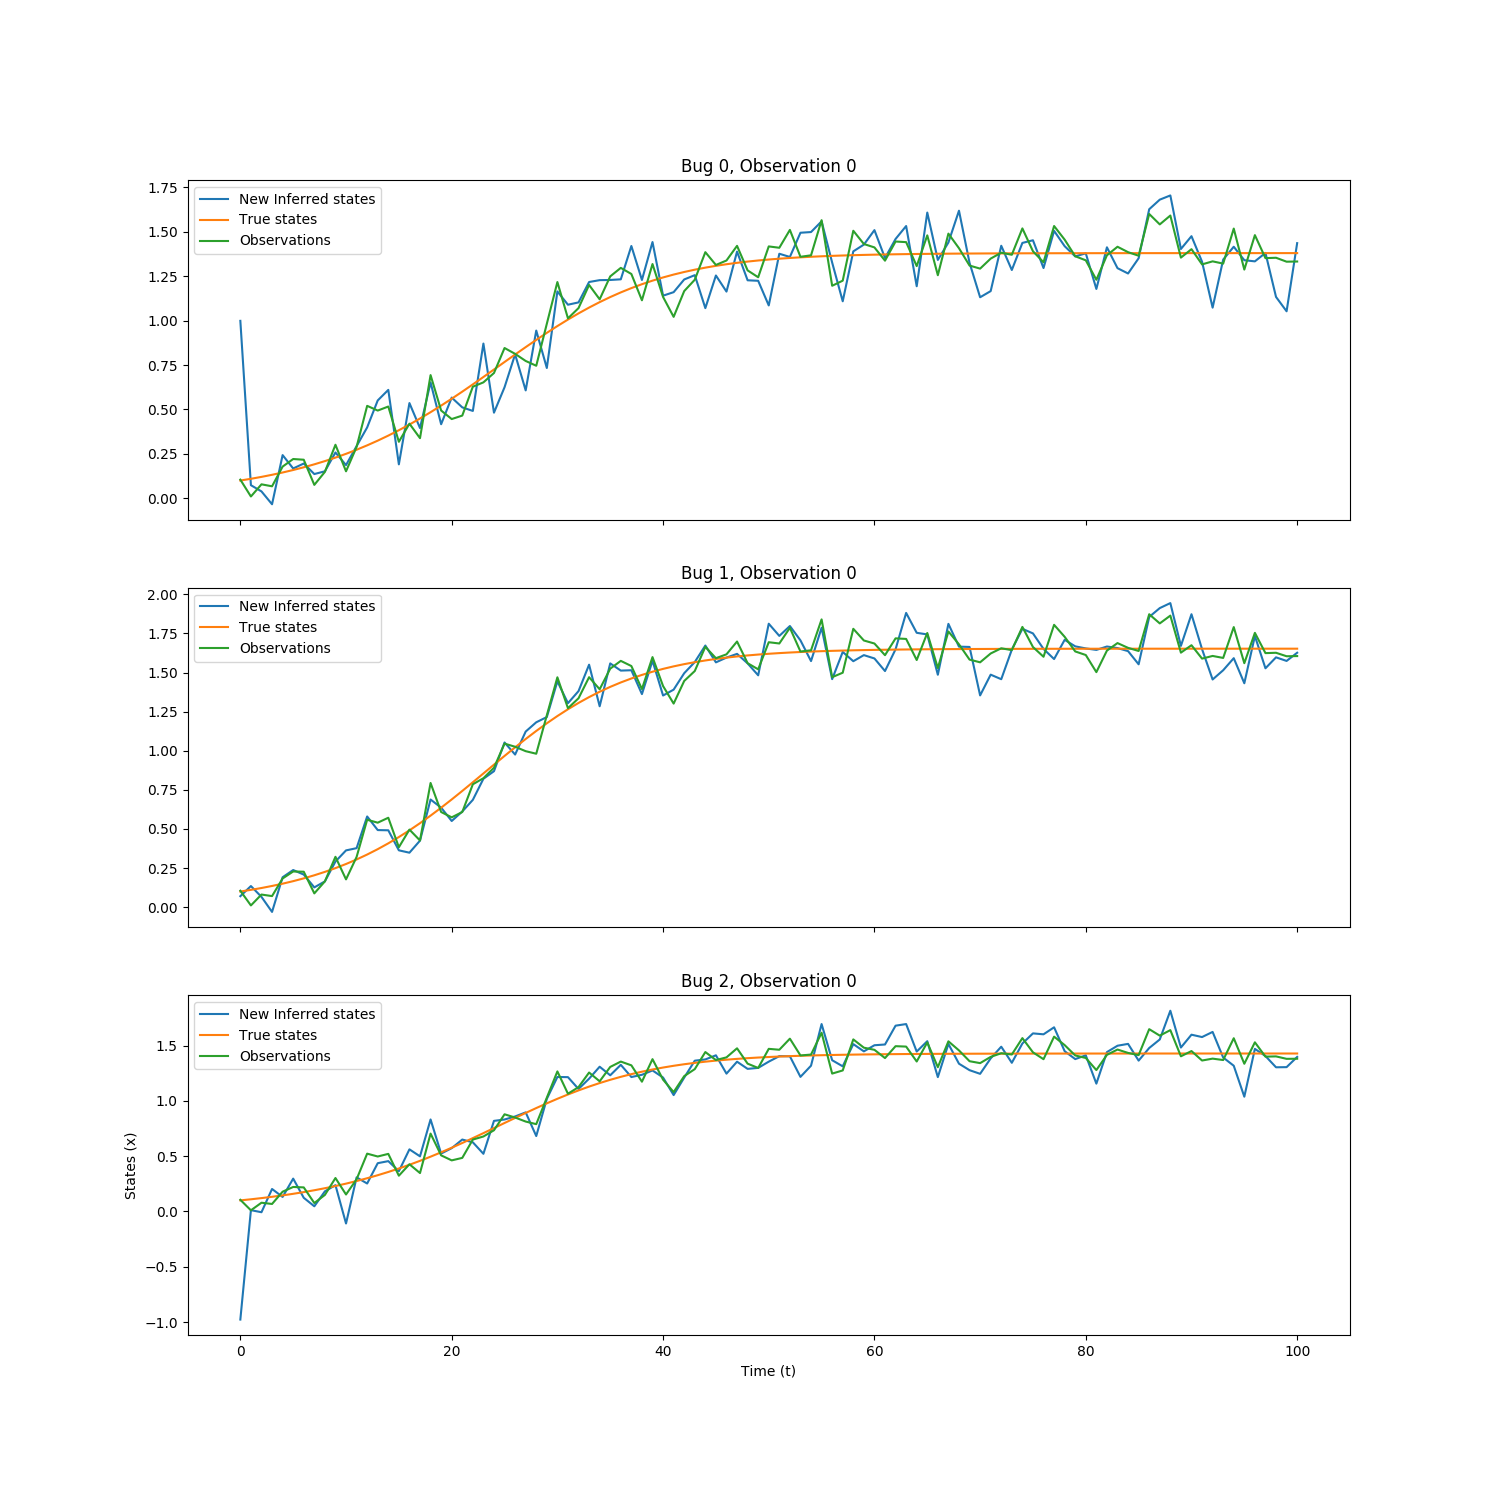 Bug 0, Observation 0
New Inferred states
True states
Observations
1.75
1.50
1.25
1.00
0.75
0.50
0.25
0.00
Bug 1, Observation 0
New Inferred states
True states
Observations
2.00
1.75
1.50
1.25
1.00
0.75
0.50
0.25
0.00
Bug 2, Observation 0
New Inferred states
True states
Observations
1.5
1.0
0.5
0.0
−0.5
−1.0
States (x)
0 20 40 60 80 100
Time (t)